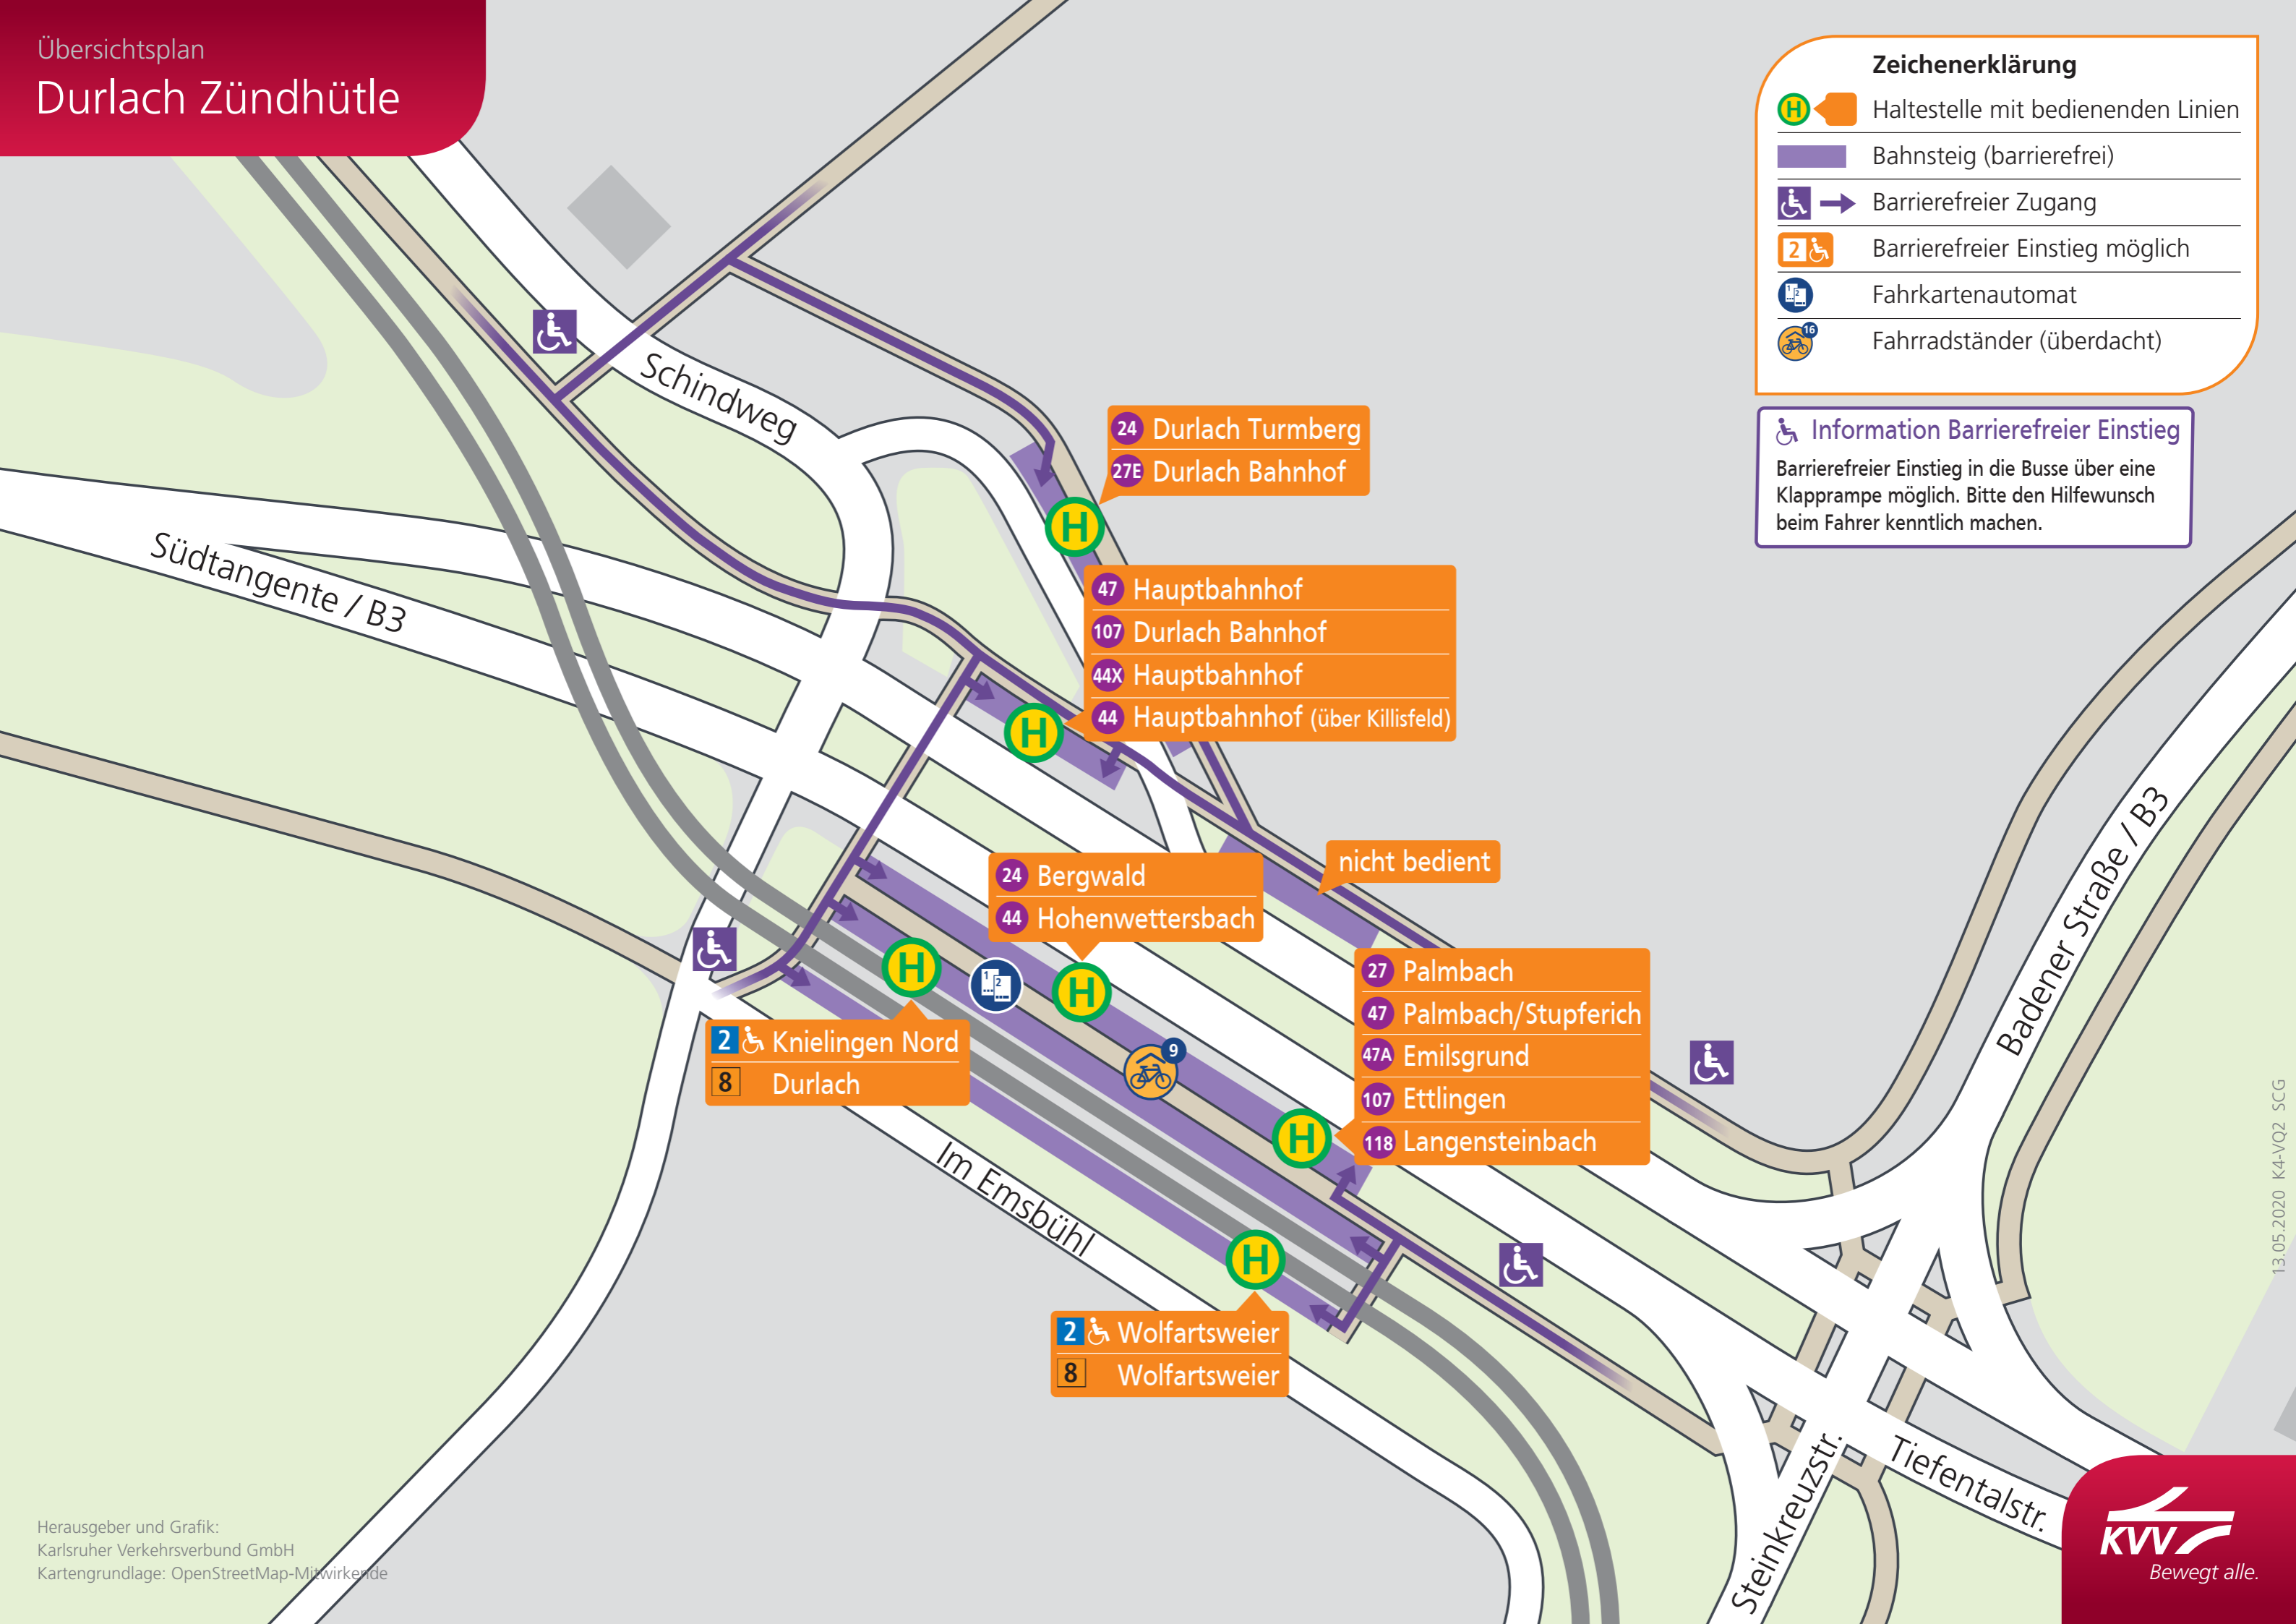 Übersichtsplan
Durlach Zündhütle
Zeichenerklärung
H Haltestelle mit bedienenden Linien
Bahnsteig (barrierefrei)
Barrierefreier Zugang
2 Barrierefreier Einstieg möglich
1 2 Fahrkartenautomat
16 Fahrradständer (überdacht)
Information Barrierefreier Einstieg
Barrierefreier Einstieg in die Busse über eine
Klapprampe möglich. Bitte den Hilfewunsch
beim Fahrer kenntlich machen.
Schindweg
24 Durlach Turmberg
27E Durlach Bahnhof
H
Südtangente / B3
47 Hauptbahnhof
107 Durlach Bahnhof
44X Hauptbahnhof
44 Hauptbahnhof (über Killisfeld)
H
nicht bedient
24 Bergwald
44 Hohenwettersbach
H
H
1 2
Badener Straße / B3
27 Palmbach
47 Palmbach/Stupferich
47A Emilsgrund
107 Ettlingen
118 Langensteinbach
H
2 Knielingen Nord
8 Durlach
9
Im Emsbühl
H
2 Wolfartsweier
8 Wolfartsweier
Steinkreuzstr.
Tiefentalstr.
13.05.2020 K4-VQ2 SCG
Herausgeber und Grafik:
Karlsruher Verkehrsverbund GmbH
Kartengrundlage: OpenStreetMap-Mitwirkende
KVV
Bewegt alle.